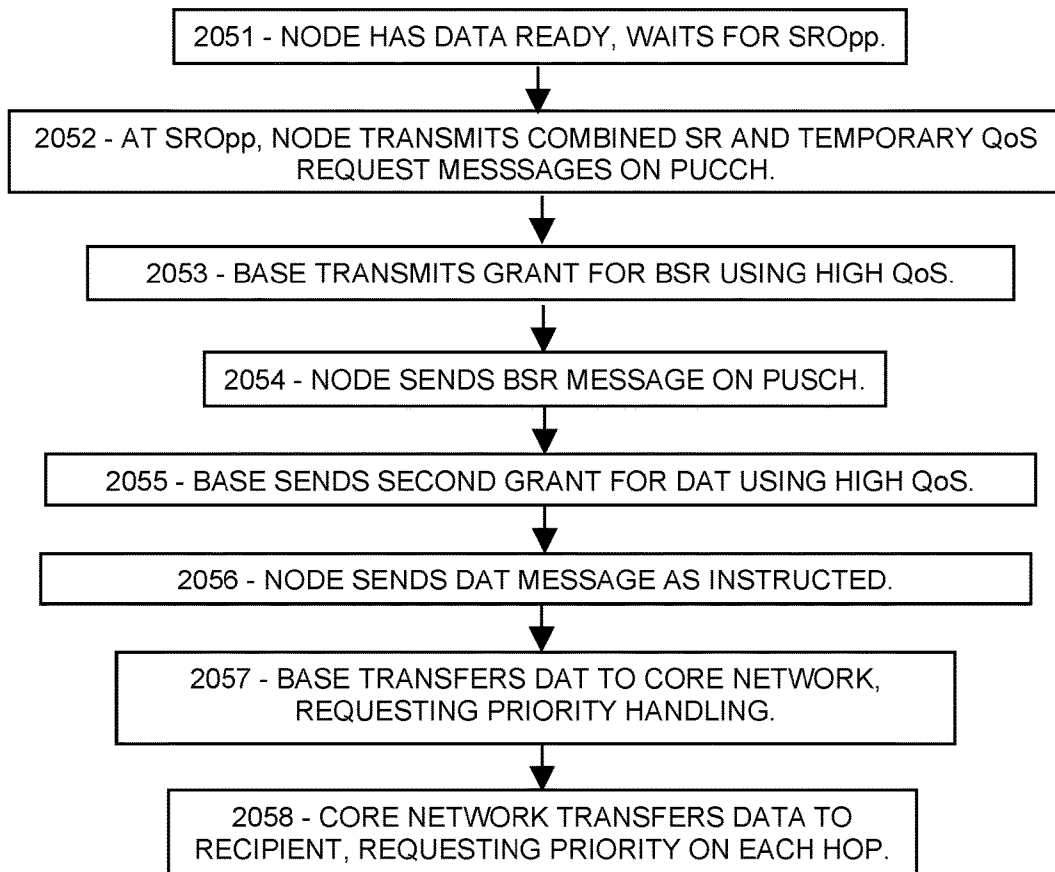 2051 - NODE HAS DATA READY, WAITS FOR SROpp.
2052 - AT SROpp, NODE TRANSMITS COMBINED SR AND TEMPORARY QoS
REQUEST MESSSAGES ON PUCCH.
2053 - BASE TRANSMITS GRANT FOR BSR USING HIGH QoS.
2054 - NODE SENDS BSR MESSAGE ON PUSCH.
2055 - BASE SENDS SECOND GRANT FOR DAT USING HIGH QoS.
2056 - NODE SENDS DAT MESSAGE AS INSTRUCTED.
2057 - BASE TRANSFERS DAT TO CORE NETWORK,
REQUESTING PRIORITY HANDLING.
2058 - CORE NETWORK TRANSFERS DATA TO
RECIPIENT, REQUESTING PRIORITY ON EACH HOP.